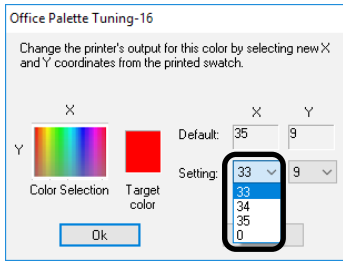 Office Palette Tuning-16
Change the printer's output for this color by selecting new X
and Y coordinates from the printed swatch.
X
X Y
Default: 35 9
Y
Setting: 33 9
33
34
35
0
Color Selection
Target
color
Ok